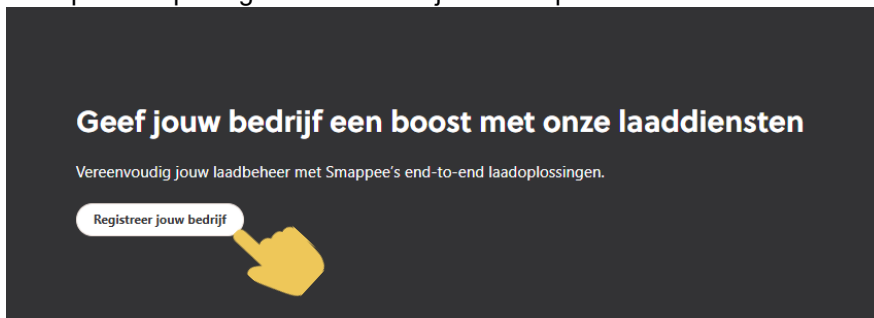 Geef jouw bedrijf een boost met onze laaddiensten
Vereenvoudig jouw laadbeheer met Smappee's end-to-end laadoplossingen.
Registreer jouw bedrijf